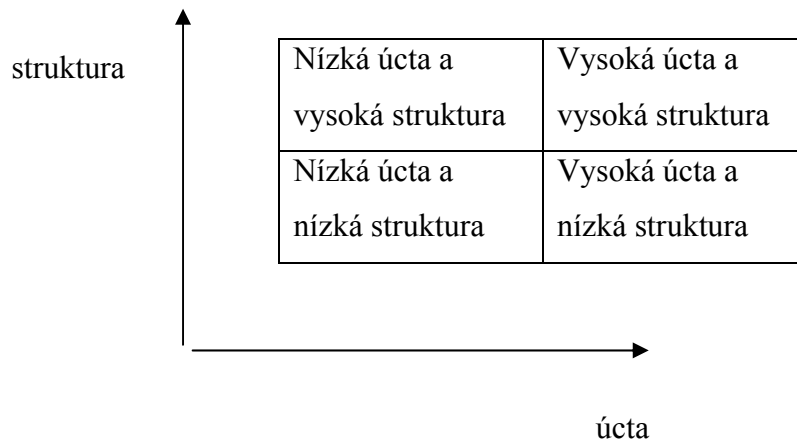 struktura
Nízká úcta a
vysoká struktura
Vysoká úcta a
vysoká struktura
Nízká úcta a
nízká struktura
Vysoká úcta a
nízká struktura
úcta